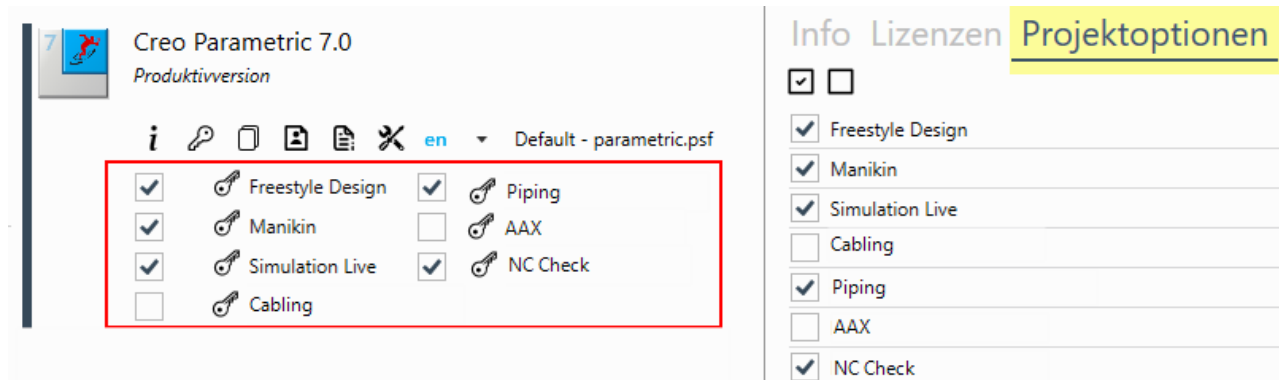 7
Creo Parametric 7.0
Produktivversion
i en Default - parametric.psf
Freestyle Design Piping
Manikin AAX
Simulation Live NC Check
Cabling
Info Lizenzen Projektoptionen
Freestyle Design
Manikin
Simulation Live
Cabling
Piping
AAX
NC Check